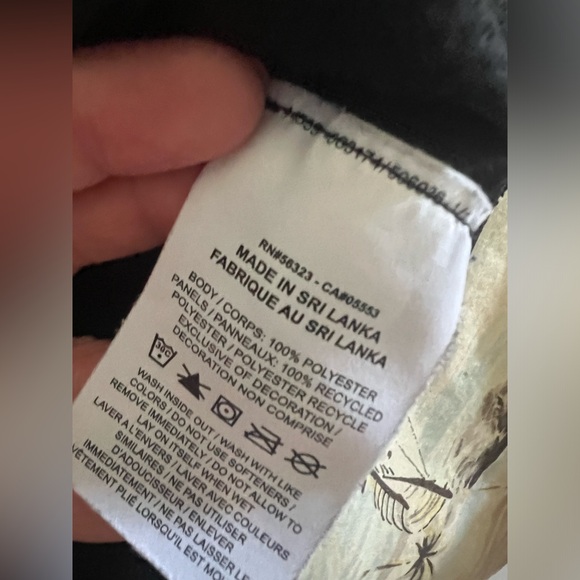 RN#56323 - CA#05553
MADE IN SRI LANKA
FABRIQUE AU SRI LANKA
BODY / CORPS: 100% POLYESTER
PANELS / PANNEAUX: 100% RECYCLED
POLYESTER / POLYESTER RECYCLE
EXCLUSIVE OF DECORATION /
DECORATION NON COMPRISE
WASH INSIDE OUT / WASH WITH LIKE
COLORS / DO NOT USE SOFTENERS /
REMOVE IMMEDIATELY / DO NOT ALLOW TO
LAY ON ITSELF WHEN WET
LAVER A L'ENVERS / LAVER AVEC COULEURS
SIMILAIRES / NE PAS UTILISER
D'ADOUCISSEUR / ENLEVER
IMMÉDIATEMENT / NE PAS LAISSER LE
VÊTEMENT PLIÉ LORSQU'IL EST